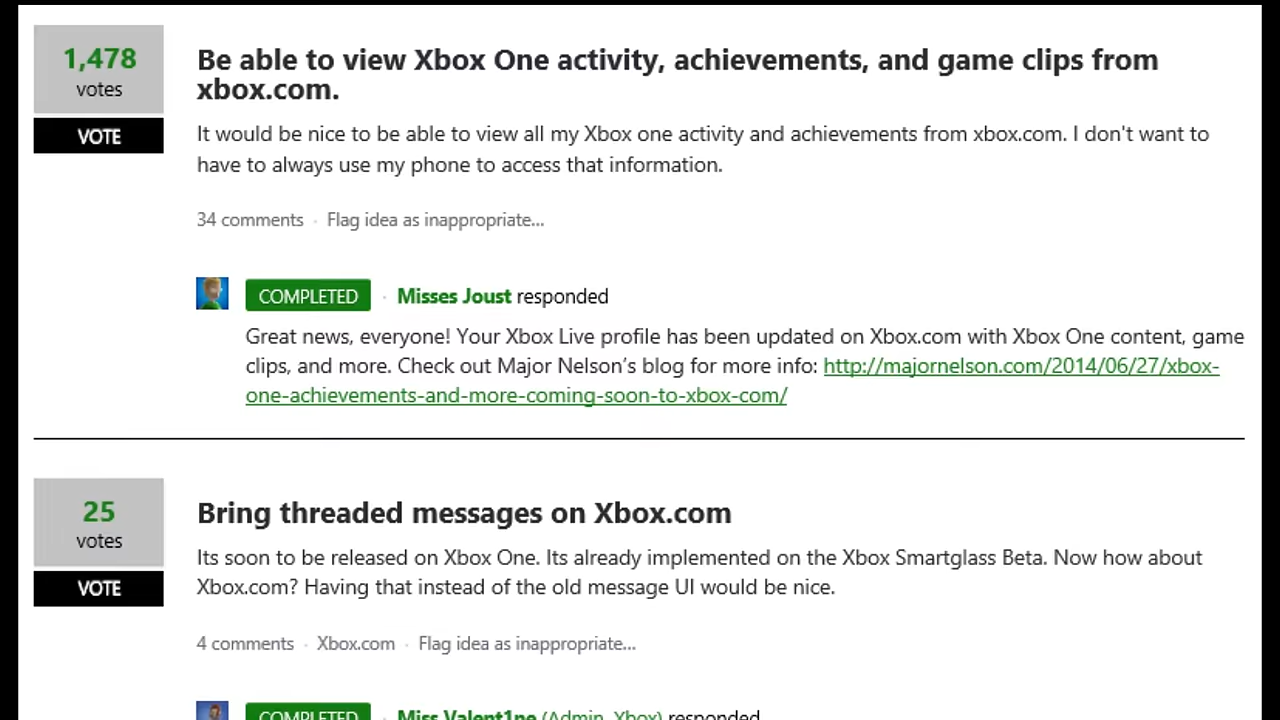 1,478
votes
VOTE
Be able to view Xbox One activity, achievements, and game clips from
xbox.com.
It would be nice to be able to view all my Xbox one activity and achievements from xbox.com. I don't want to
have to always use my phone to access that information.
34 comments · Flag idea as inappropriate...
COMPLETED · Misses Joust responded
Great news, everyone! Your Xbox Live profile has been updated on Xbox.com with Xbox One content, game
clips, and more. Check out Major Nelson’s blog for more info: http://majornelson.com/2014/06/27/xbox-
one-achievements-and-more-coming-soon-to-xbox-com/
25
votes
VOTE
Bring threaded messages on Xbox.com
Its soon to be released on Xbox One. Its already implemented on the Xbox Smartglass Beta. Now how about
Xbox.com? Having that instead of the old message UI would be nice.
4 comments · Xbox.com · Flag idea as inappropriate...
COMPLETED · Miss Valent1ne (Admin, Xbox) responded